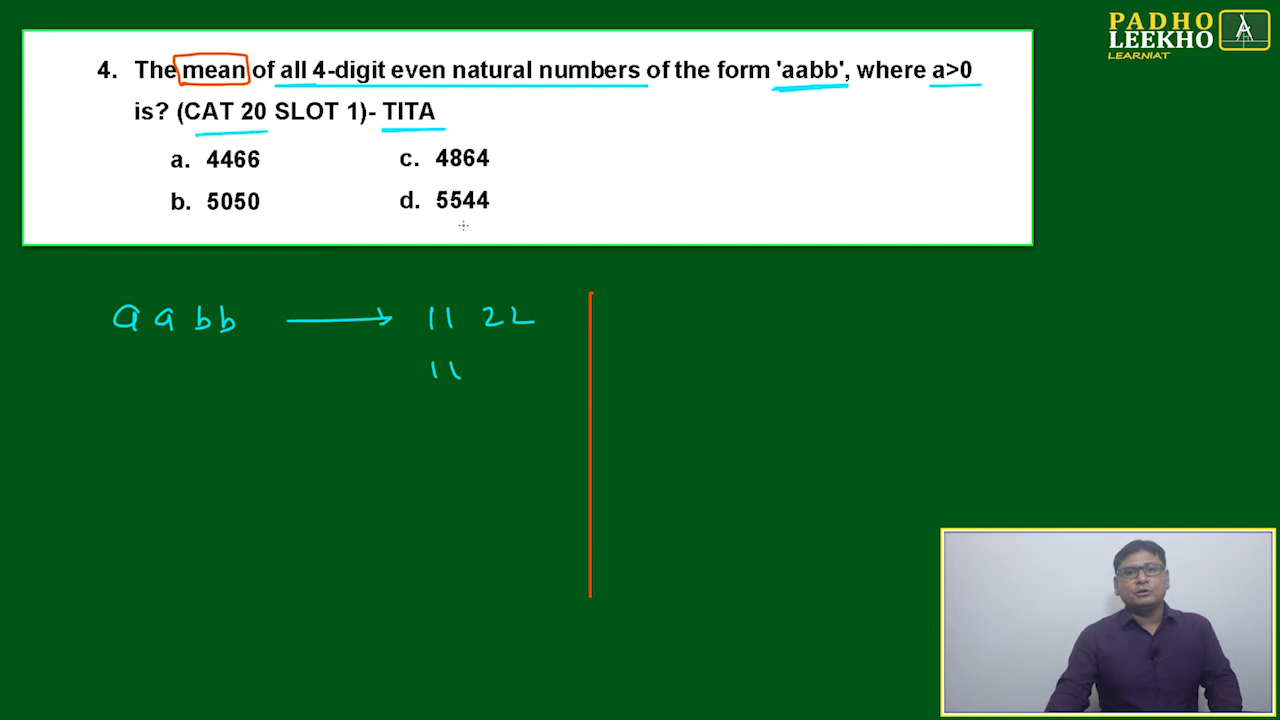 PADHO
LEEKHO
LEARNIAT
4. The mean of all 4-digit even natural numbers of the form 'aabb', where a>0
is? (CAT 20 SLOT 1)- TITA
a. 4466 c. 4864
b. 5050 d. 5544
a a b b → 11 22
11